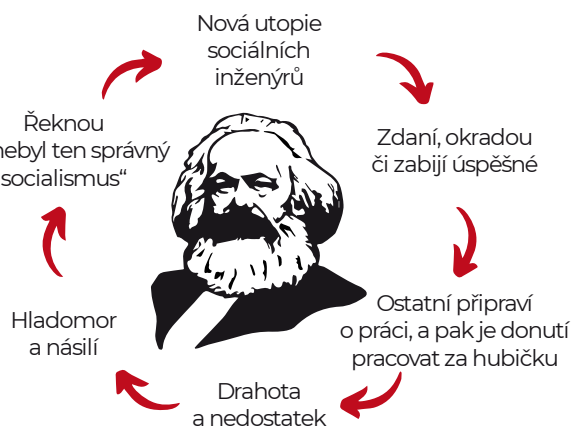 Nová utopie
sociálních
inženýrů
Zdaní, okradou
či zabijí úspěšné
Ostatní připraví
o práci, a pak je donutí
pracovat za hubičku
Drahota
a nedostatek
Hladomor
a násilí
Řeknou
nebyl ten správný
socialismus“